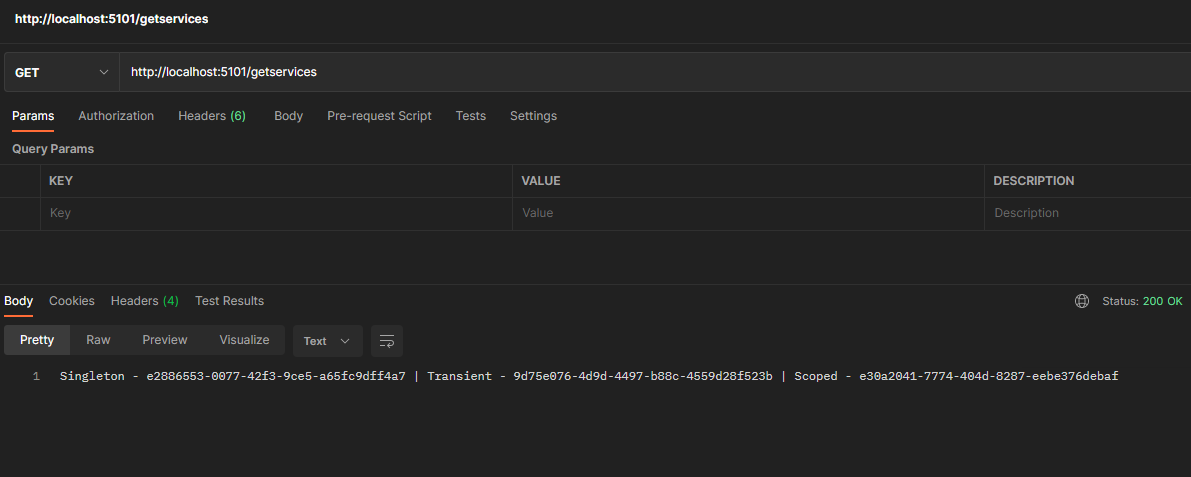 http://localhost:5101/getservices
GET http://localhost:5101/getservices
Params Authorization Headers (6) Body Pre-request Script Tests Settings
Query Params
KEY VALUE DESCRIPTION
Key Value Description
Body Cookies Headers (4) Test Results Status: 200 OK
Pretty Raw Preview Visualize Text
1 Singleton - e2886553-0077-42f3-9ce5-a65fc9dff4a7 | Transient - 9d75e076-4d9d-4497-b88c-4559d28f523b | Scoped - e30a2041-7774-404d-8287-eebe376debaf